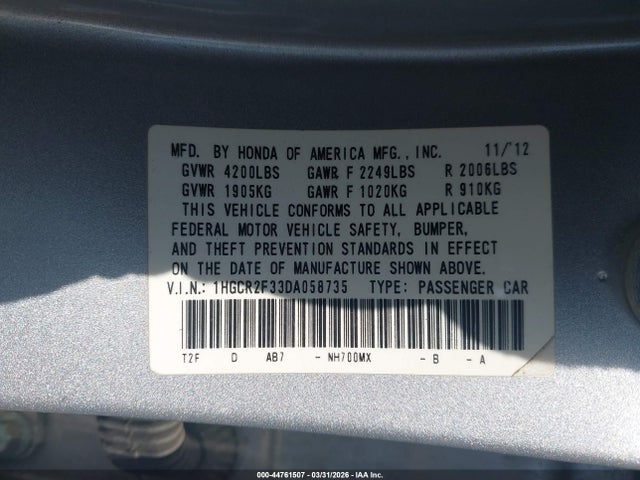 MFD. BY HONDA OF AMERICA MFG., INC. 11/'12
GVWR 4200LBS GAWR F 2249LBS R 2006LBS
GVWR 1905KG GAWR F 1020KG R 910KG
THIS VEHICLE CONFORMS TO ALL APPLICABLE
FEDERAL MOTOR VEHICLE SAFETY, BUMPER,
AND THEFT PREVENTION STANDARDS IN EFFECT
ON THE DATE OF MANUFACTURE SHOWN ABOVE.
V.I.N.: 1HGCR2F33DA058735 TYPE: PASSENGER CAR
T2F D AB7 - NH700MX - B - A
000-44761507 - 03/31/2026 - IAA Inc.